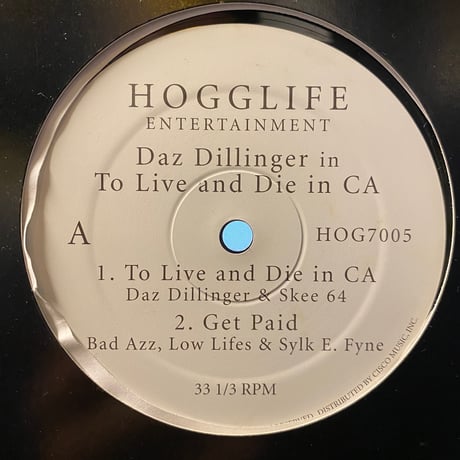 HOGGLIFE
ENTERTAINMENT
Daz Dillinger in
To Live and Die in CA
A
HOG7005
1. To Live and Die in CA
Daz Dillinger & Skee 64
2. Get Paid
Bad Azz, Low Lifes & Sylk E. Fyne
33 1/3 RPM
RESERVED. DISTRIBUTED BY CISCO MUSIC, INC.